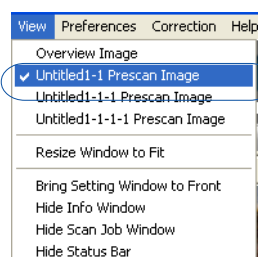 View Preferences Correction Help
Overview Image
Untitled1-1 Prescan Image
Untitled1-1-1 Prescan Image
Untitled1-1-1-1 Prescan Image
Resize Window to Fit
Bring Setting Window to Front
Hide Info Window
Hide Scan Job Window
Hide Status Bar